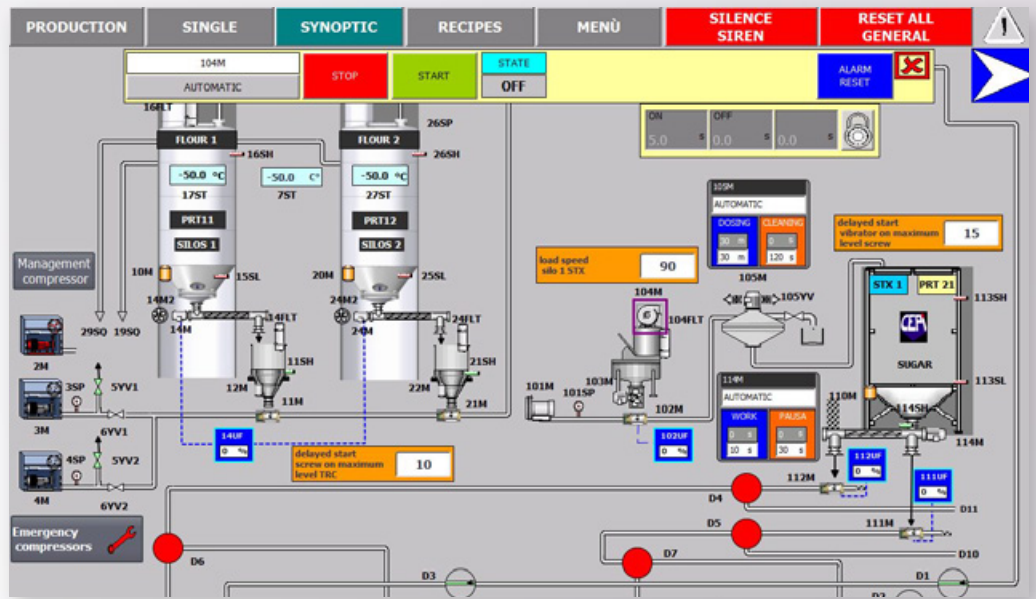 PRODUCTION
SINGLE
SYNOPTIC
RECIPES
MENÙ
SILENCE
SIREN
RESET ALL
GENERAL
104M
AUTOMATIC
STOP
START
STATE
OFF
ALARM
RESET
ON
OFF
5.0 s
0.0 s
0.0 s
16FLT
26SP
FLOUR 1
FLOUR 2
16SH
26SH
-50.0 °C
-50.0 C°
-50.0 °C
17ST
7ST
27ST
PRT11
PRT12
SILOS 1
SILOS 2
Management
compressor
10M
15SL
20M
25SL
14M2
24M2
14FLT
24FLT
14M
24M
29SQ
19SQ
2M
11SH
21SH
12M
11M
22M
21M
3SP
5YV1
3M
6YV1
4SP
5YV2
4M
6YV2
14UF
0 %
delayed start
screw on maximum
level TRC
10
Emergency
compressors
load speed
silo 1 STX
90
104M
104FLT
103M
101M
101SP
102M
102UF
0 %
105M
AUTOMATIC
DOSING
CLEANING
30 m
0 s
30 m
120 s
105M
105YV
delayed start
vibrator on maximum
level screw
15
STX 1
PRT 21
113SH
SUGAR
113SL
114M
AUTOMATIC
WORK
PAUSA
0 s
0 s
10 s
30 s
110M
114SH
114M
112UF
0 %
111UF
0 %
112M
111M
D4
D11
D5
D10
D6
D7
D3
D1
D2